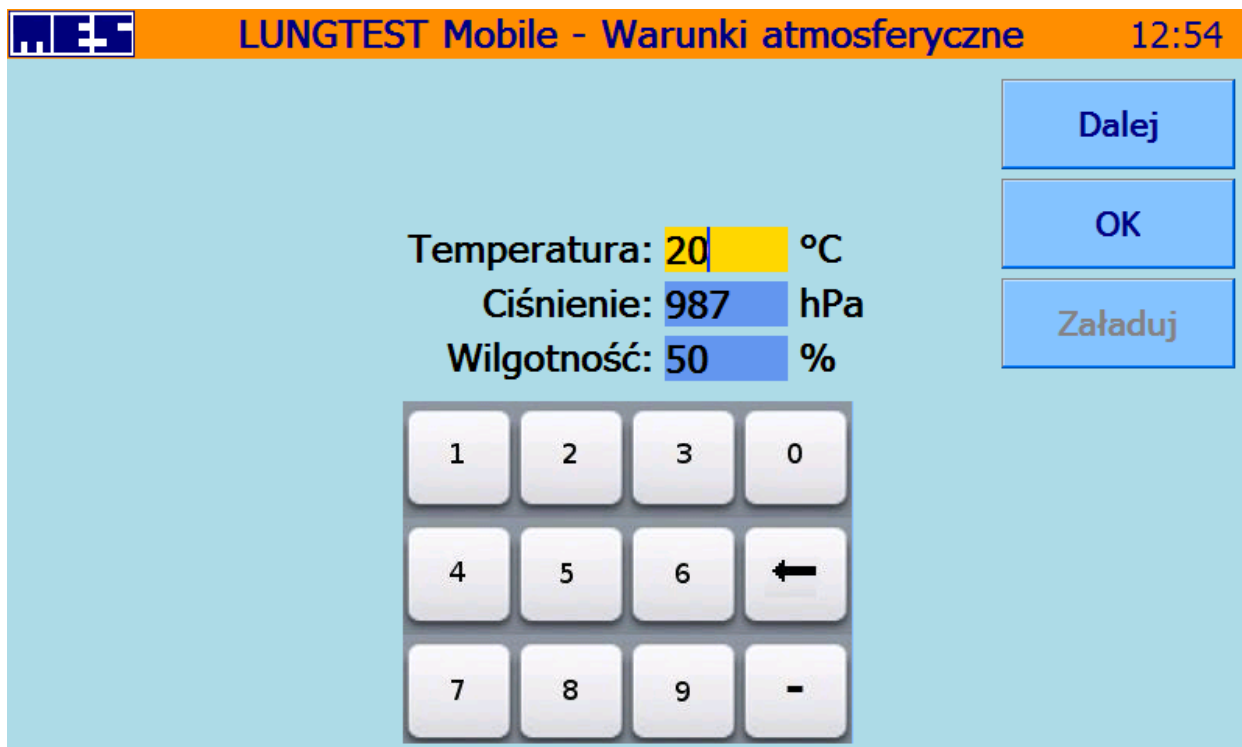 MES LUNGTEST Mobile - Warunki atmosferyczne 12:54
Dalej
OK
Załaduj
Temperatura: 20 °C
Ciśnienie: 987 hPa
Wilgotność: 50 %
1 2 3 0
4 5 6 ←
7 8 9 -